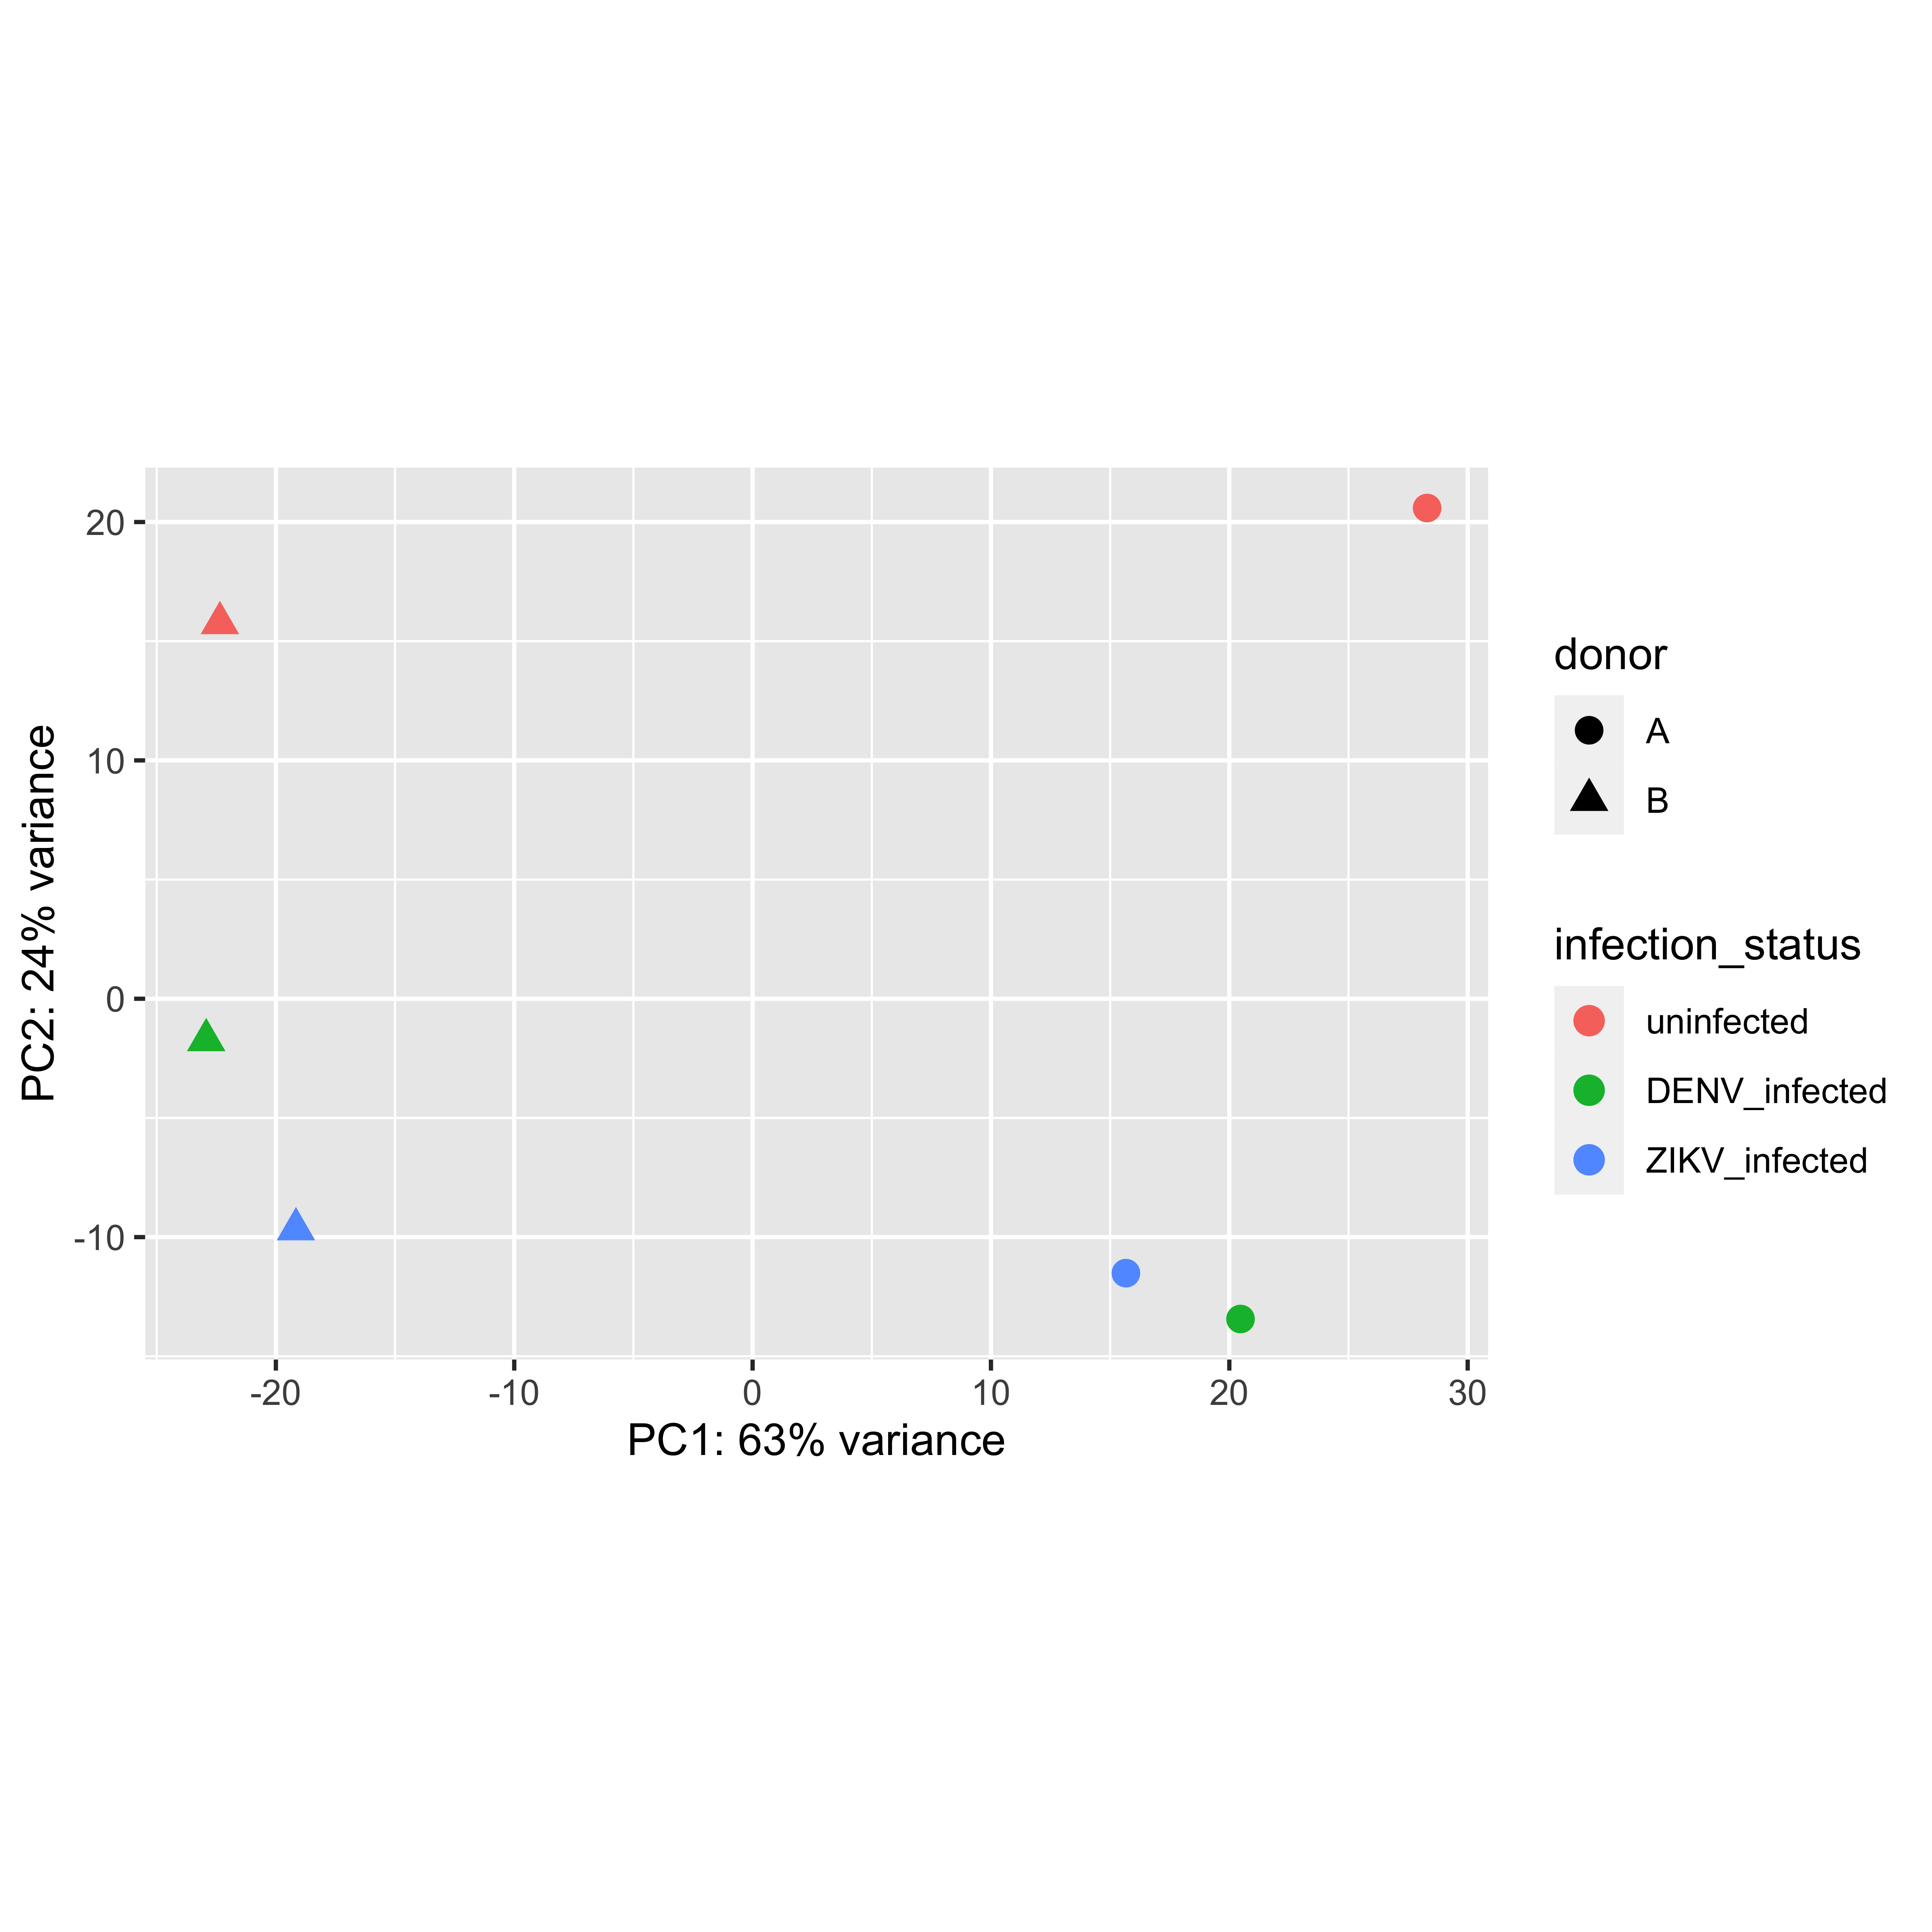 20
10
0
-10
-20
-10
0
10
20
30
PC1: 63% variance
PC2: 24% variance
donor
A
B
infection_status
uninfected
DENV_infected
ZIKV_infected